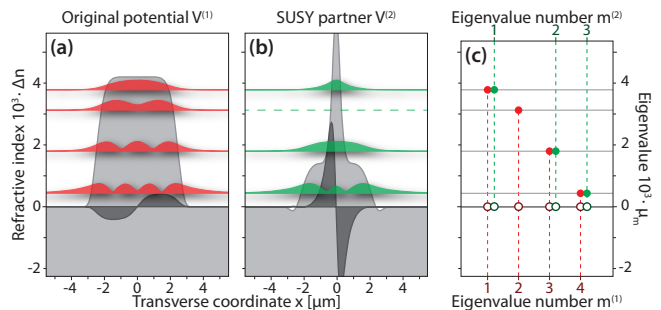 Original potential V(1)
SUSY partner V(2)
Eigenvalue number m(2)
1 2 3
(a)
(b)
(c)
Refractive index 10³·Δn
4
2
0
-2
4
2
0
-2
Eigenvalue 10³·μm
-4 -2 0 2 4
-4 -2 0 2 4
1 2 3 4
Transverse coordinate x [μm]
Eigenvalue number m(1)